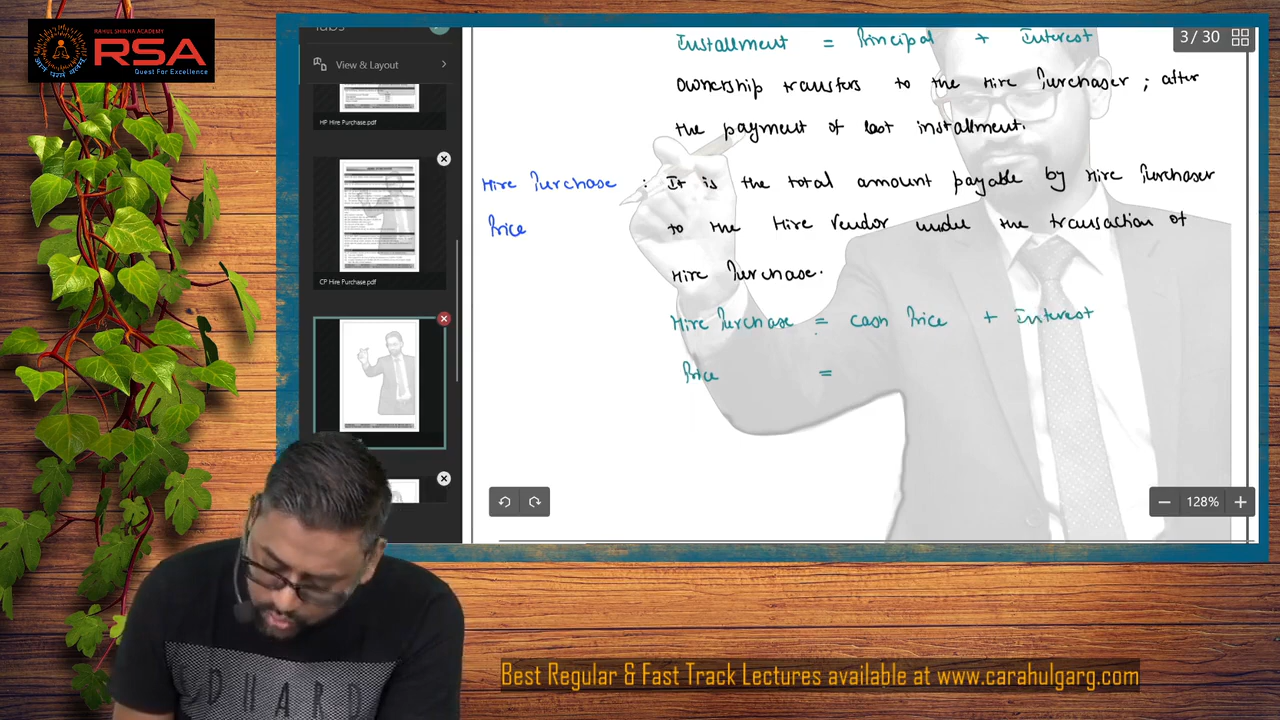 RAHUL SHIKHA ACADEMY
RSA
Quest For Excellence
View & Layout
HP Hire Purchase.pdf
CP Hire Purchase.pdf
3 / 30
Installment = Principal + Interest
Ownership transfers to the Hire Purchaser ; after
the payment of last installment.
Hire Purchase : It is the total amount payable by Hire Purchaser
Price to the Hire Vendor under the transaction of
Hire Purchase.
Hire Purchase = Cash Price + Interest
Price =
128%
Best Regular & Fast Track Lectures available at www.carahulgarg.com